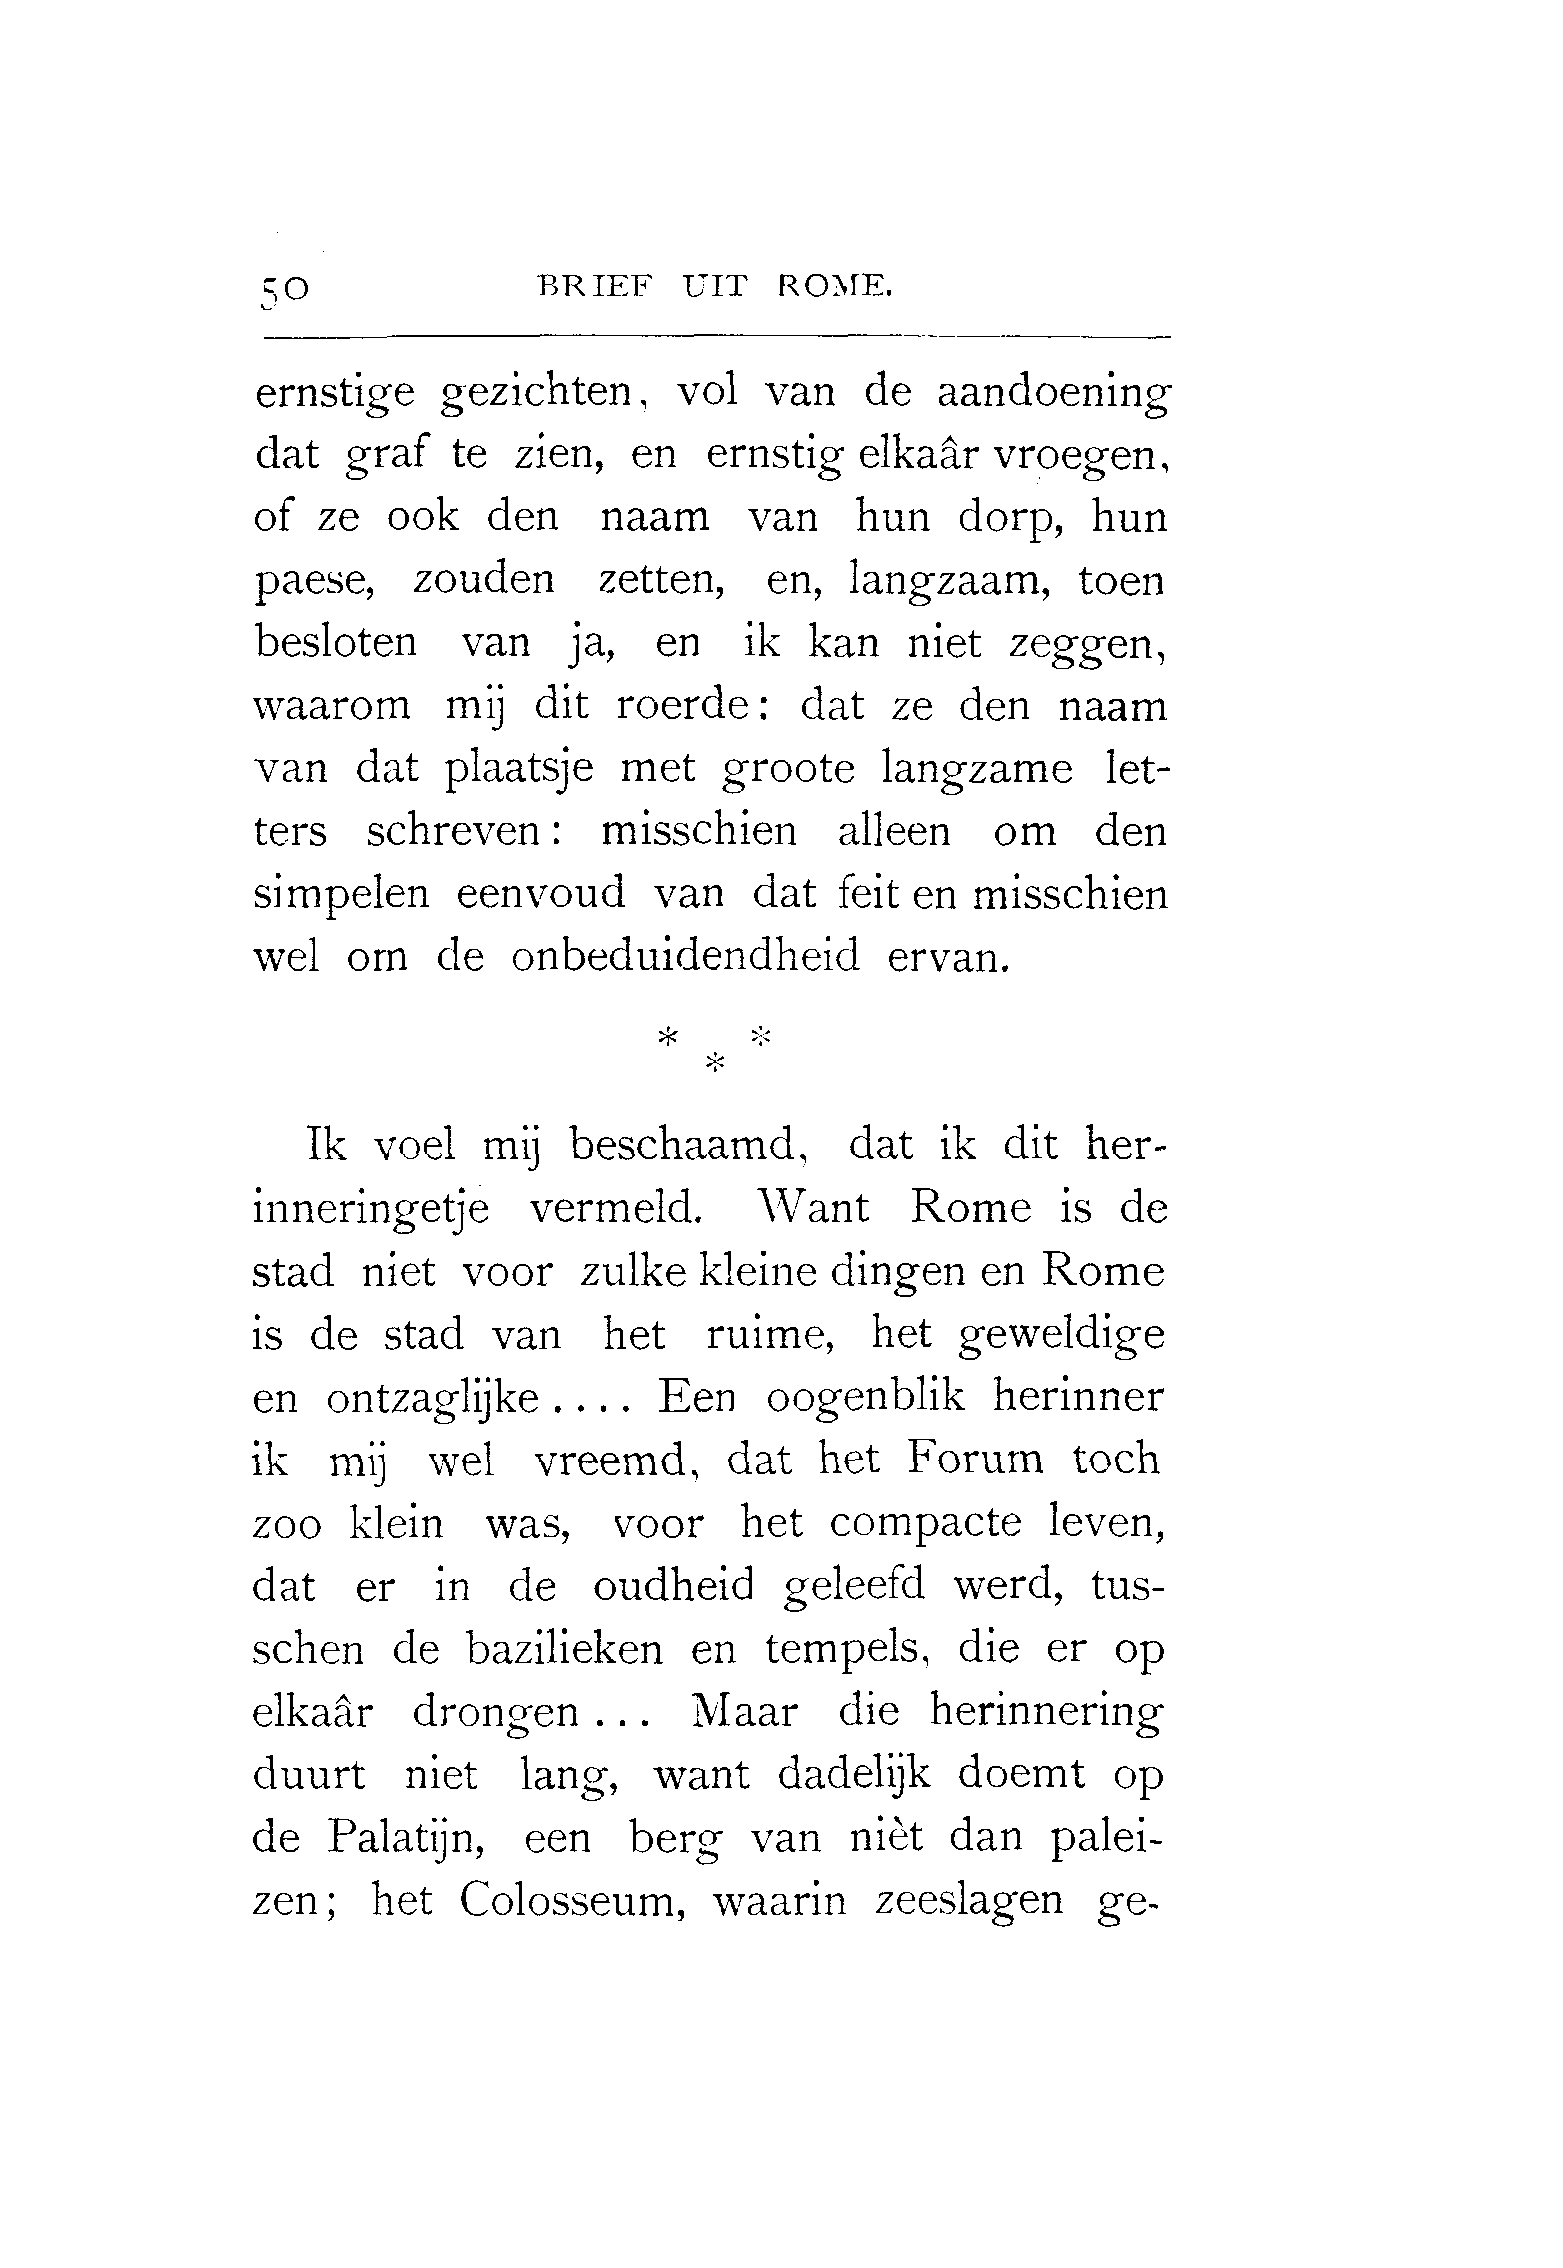 50 BRIEF UIT ROME.
ernstige gezichten, vol van de aandoening
dat graf te zien, en ernstig elkaâr vroegen,
of ze ook den naam van hun dorp, hun
paese, zouden zetten, en, langzaam, toen
besloten van ja, en ik kan niet zeggen,
waarom mij dit roerde: dat ze den naam
van dat plaatsje met groote langzame let-
ters schreven: misschien alleen om den
simpelen eenvoud van dat feit en misschien
wel om de onbeduidendheid ervan.
* *
*
Ik voel mij beschaamd, dat ik dit her-
inneringetje vermeld. Want Rome is de
stad niet voor zulke kleine dingen en Rome
is de stad van het ruime, het geweldige
en ontzaglijke .... Een oogenblik herinner
ik mij wel vreemd, dat het Forum toch
zoo klein was, voor het compacte leven,
dat er in de oudheid geleefd werd, tus-
schen de bazilieken en tempels, die er op
elkaâr drongen ... Maar die herinnering
duurt niet lang, want dadelijk doemt op
de Palatijn, een berg van nièt dan palei-
zen; het Colosseum, waarin zeeslagen ge-